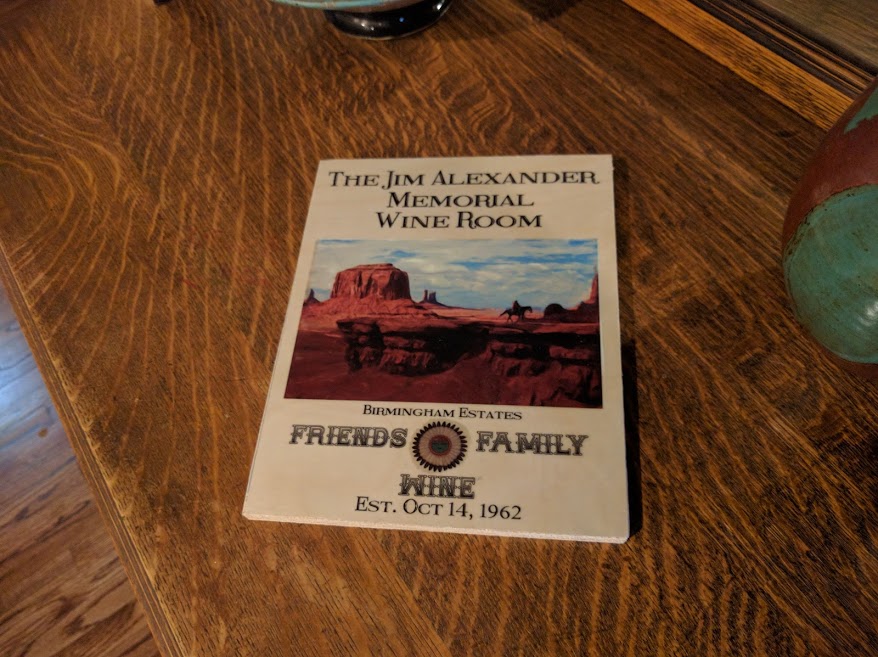 The Jim Alexander
Memorial
Wine Room
Birmingham Estates
Friends Family
Wine
Est. Oct 14, 1962